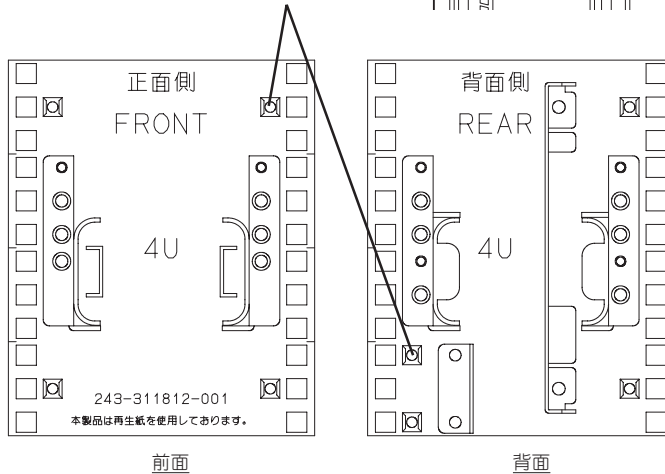 正面側
FRONT
4U
243-311812-001
本製品は再生紙を使用しております。
前面
背面側
REAR
4U
背面